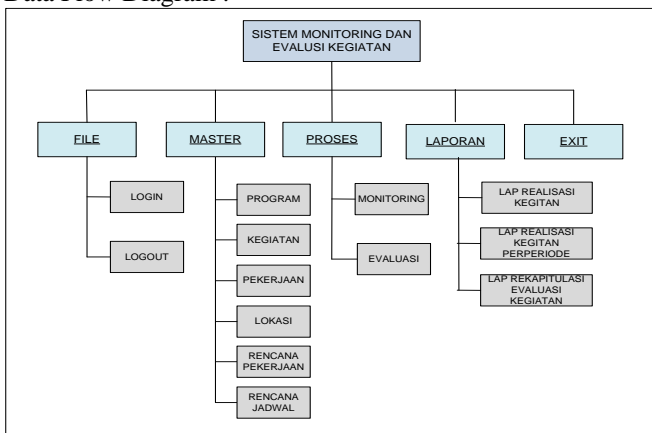 Data Flow Diagram :
SISTEM MONITORING DAN
EVALUSI KEGIATAN
FILE
MASTER
PROSES
LAPORAN
EXIT
LOGIN
LOGOUT
PROGRAM
KEGIATAN
PEKERJAAN
LOKASI
RENCANA
PEKERJAAN
RENCANA
JADWAL
MONITORING
EVALUASI
LAP REALISASI
KEGITAN
LAP REALISASI
KEGITAN
PERPERIODE
LAP REKAPITULASI
EVALUASI
KEGIATAN